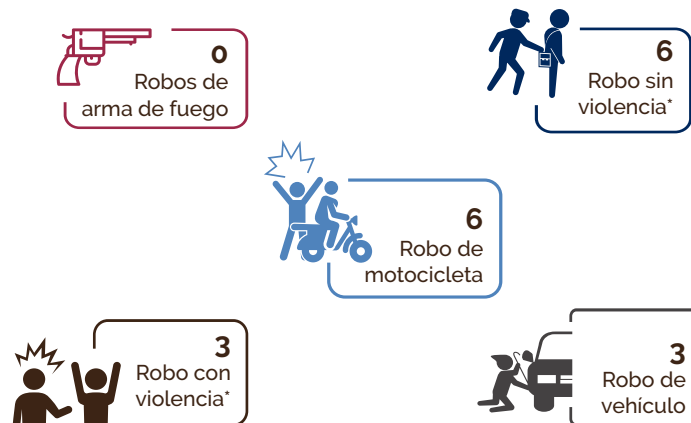 0
Robos de
arma de fuego
6
Robo sin
violencia*
6
Robo de
motocicleta
3
Robo con
violencia*
3
Robo de
vehículo